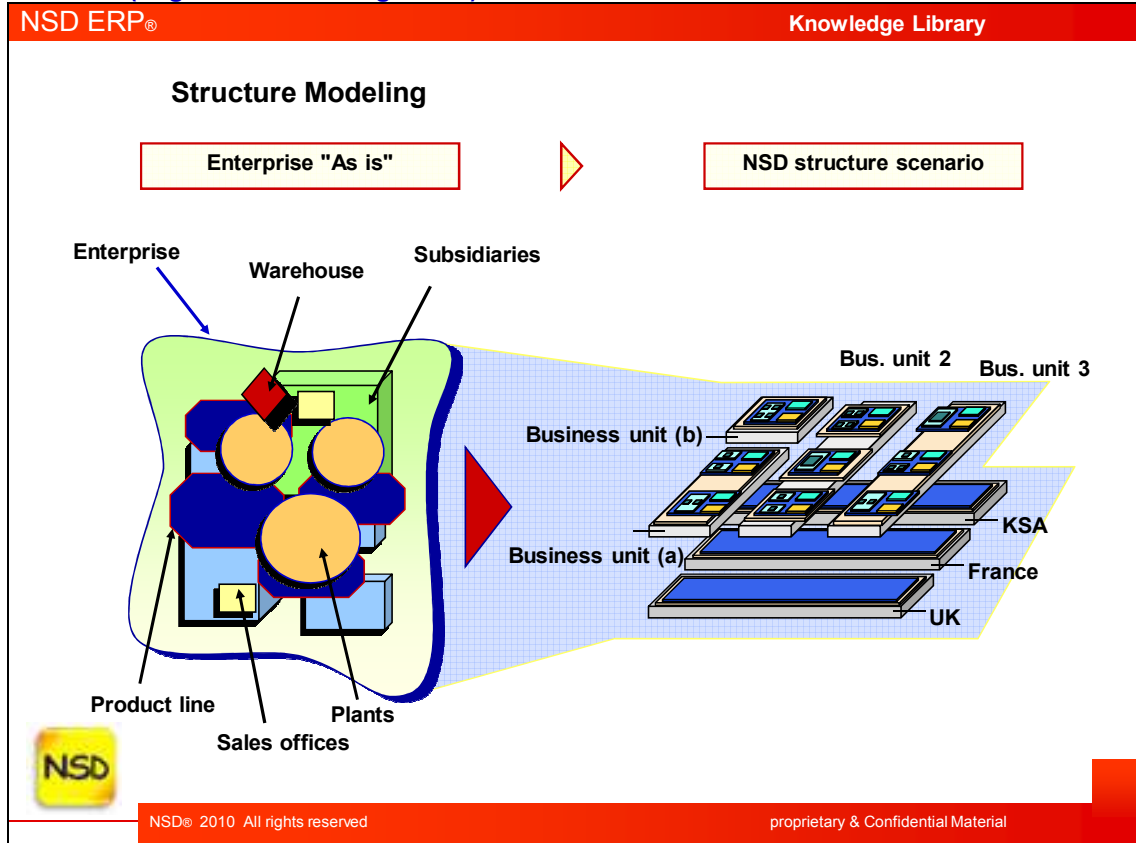 NSD ERP®
Knowledge Library
Structure Modeling
Enterprise "As is"
NSD structure scenario
Enterprise
Warehouse
Subsidiaries
Bus. unit 2
Bus. unit 3
Business unit (b)
Business unit (a)
KSA
France
UK
Product line
Plants
Sales offices
NSD
NSD® 2010 All rights reserved
proprietary & Confidential Material